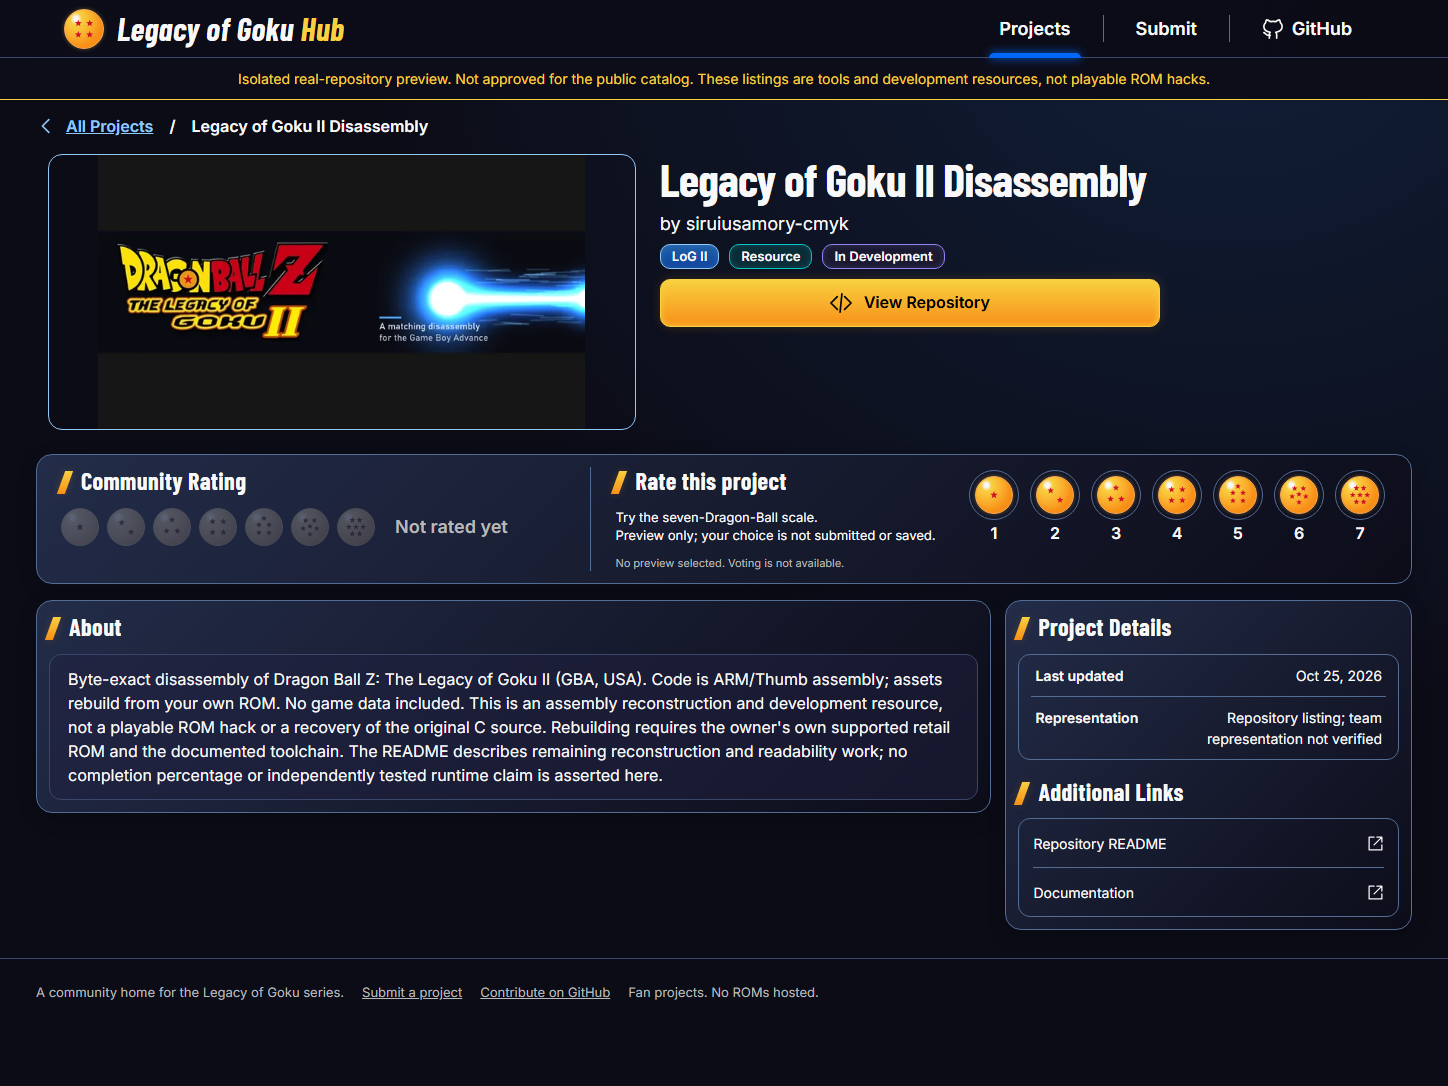 Legacy of Goku Hub
Projects
Submit
GitHub
Isolated real-repository preview. Not approved for the public catalog. These listings are tools and development resources, not playable ROM hacks.
All Projects / Legacy of Goku II Disassembly
DRAGONBALL Z
THE LEGACY OF
GOKU II
A matching disassembly
for the Game Boy Advance
Legacy of Goku II Disassembly
by siruiusamory-cmyk
LoG II
Resource
In Development
</> View Repository
Community Rating
Not rated yet
Rate this project
Try the seven-Dragon-Ball scale.
Preview only; your choice is not submitted or saved.
No preview selected. Voting is not available.
1 2 3 4 5 6 7
About
Byte-exact disassembly of Dragon Ball Z: The Legacy of Goku II (GBA, USA). Code is ARM/Thumb assembly; assets
rebuild from your own ROM. No game data included. This is an assembly reconstruction and development resource,
not a playable ROM hack or a recovery of the original C source. Rebuilding requires the owner's own supported retail
ROM and the documented toolchain. The README describes remaining reconstruction and readability work; no
completion percentage or independently tested runtime claim is asserted here.
Project Details
Last updated Oct 25, 2026
Representation Repository listing; team
representation not verified
Additional Links
Repository README
Documentation
A community home for the Legacy of Goku series. Submit a project Contribute on GitHub Fan projects. No ROMs hosted.